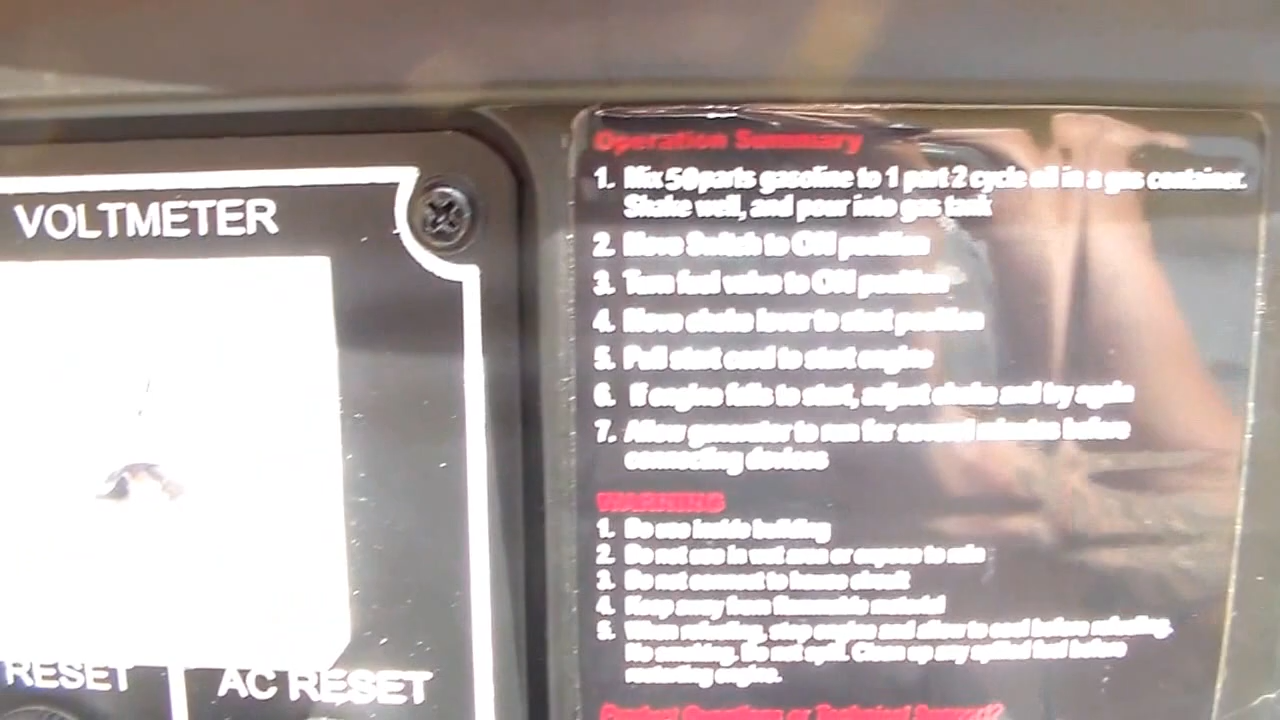 VOLTMETER
RESET
AC RESET
Operation Summary
1. Mix 50parts gasoline to 1 part 2 cycle oil in a gas container.
Shake well, and pour into gas tank
2. Move Switch to ON position
3. Turn fuel valve to ON position
4. Move choke lever to start position
5. Pull start cord to start engine
6. If engine fails to start, adjust choke and try again
7. Allow generator to run for several minutes before
connecting devices
WARNING
1. Do use inside building
2. Do not use in wet area or expose to rain
3. Do not connect to house circuit
4. Keep away from flammable material
5. When refueling, stop engine and allow to cool before refueling.
No smoking. Do not spill. Clean up any spilled fuel before
restarting engine.